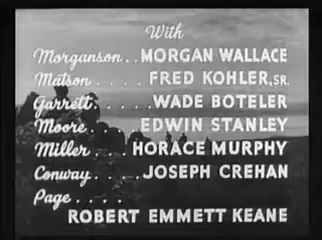 With
Morganson.. MORGAN WALLACE
Matson..... FRED KOHLER, SR.
Garrett..... WADE BOTELER
Moore.... EDWIN STANLEY
Miller.... HORACE MURPHY
Conway..... JOSEPH CREHAN
Page....
ROBERT EMMETT KEANE